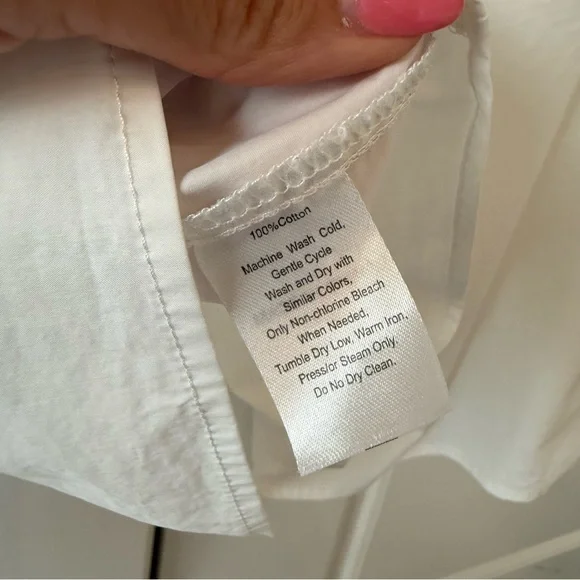 100%Cotton
Machine Wash Cold,
Gentle Cycle
Wash and Dry with
Similar Colors,
Only Non-chlorine Bleach
When Needed,
Tumble Dry Low, Warm Iron,
Press/or Steam Only.
Do No Dry Clean.